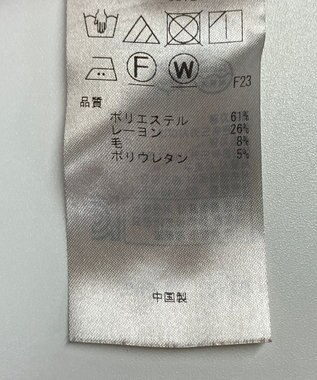 F W
F23
品質
ポリエステル 61%
レーヨン 26%
毛 8%
ポリウレタン 5%
中国製